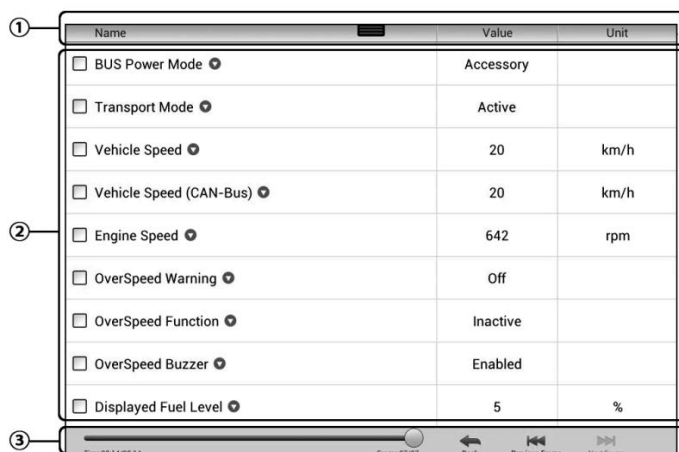 ①
Name Value Unit
②
BUS Power Mode Accessory
Transport Mode Active
Vehicle Speed 20 km/h
Vehicle Speed (CAN-Bus) 20 km/h
Engine Speed 642 rpm
OverSpeed Warning Off
OverSpeed Function Inactive
OverSpeed Buzzer Enabled
Displayed Fuel Level 5 %
③